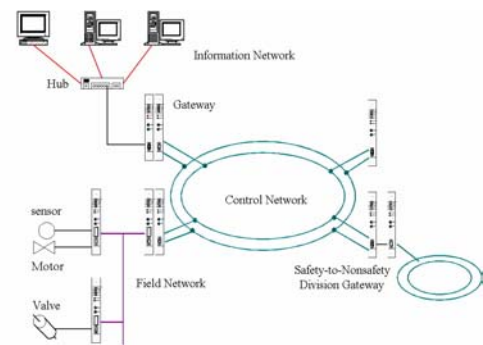 Information Network
Hub
Gateway
sensor
Control Network
Motor
Safety-to-Nonsafety
Division Gateway
Field Network
Valve